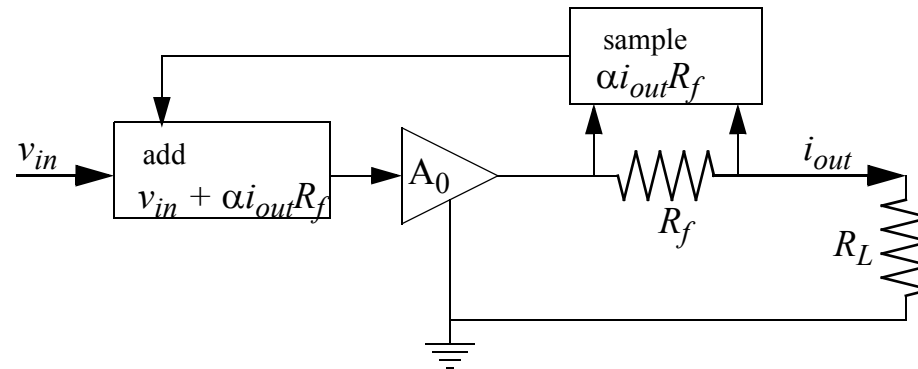 sample
αi_out R_f
v_in
add
v_in + αi_out R_f
A_0
i_out
R_f
R_L